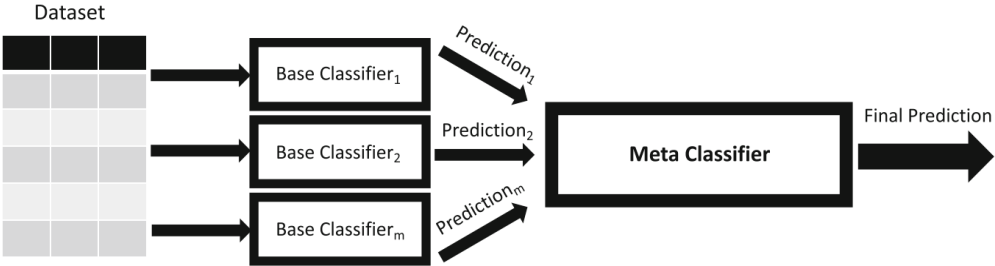 Dataset
Base Classifier₁
Base Classifier₂
Base Classifierₘ
Prediction₁
Prediction₂
Predictionₘ
Meta Classifier
Final Prediction